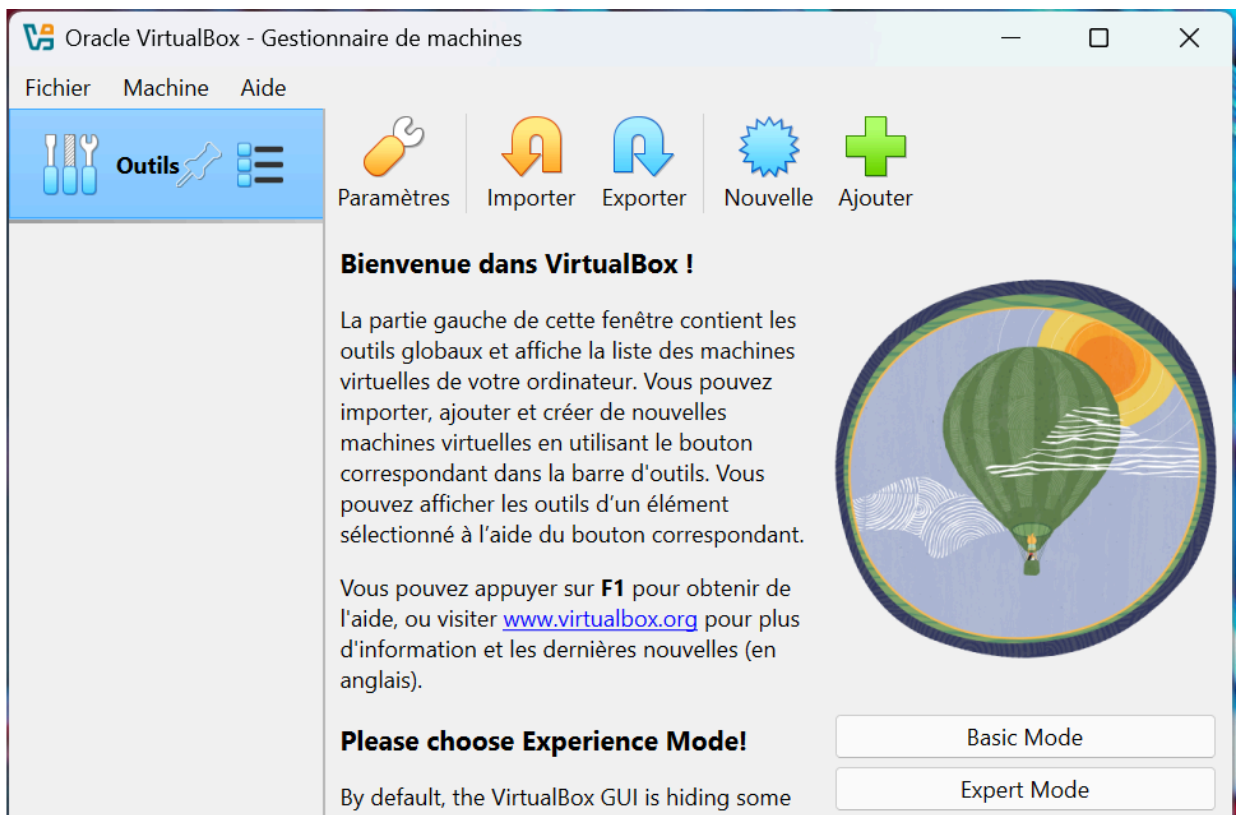 Oracle VirtualBox - Gestionnaire de machines
Fichier Machine Aide
Outils
Paramètres Importer Exporter Nouvelle Ajouter
Bienvenue dans VirtualBox !
La partie gauche de cette fenêtre contient les
outils globaux et affiche la liste des machines
virtuelles de votre ordinateur. Vous pouvez
importer, ajouter et créer de nouvelles
machines virtuelles en utilisant le bouton
correspondant dans la barre d'outils. Vous
pouvez afficher les outils d’un élément
sélectionné à l’aide du bouton correspondant.
Vous pouvez appuyer sur F1 pour obtenir de
l'aide, ou visiter www.virtualbox.org pour plus
d'information et les dernières nouvelles (en
anglais).
Please choose Experience Mode!
By default, the VirtualBox GUI is hiding some
Basic Mode
Expert Mode